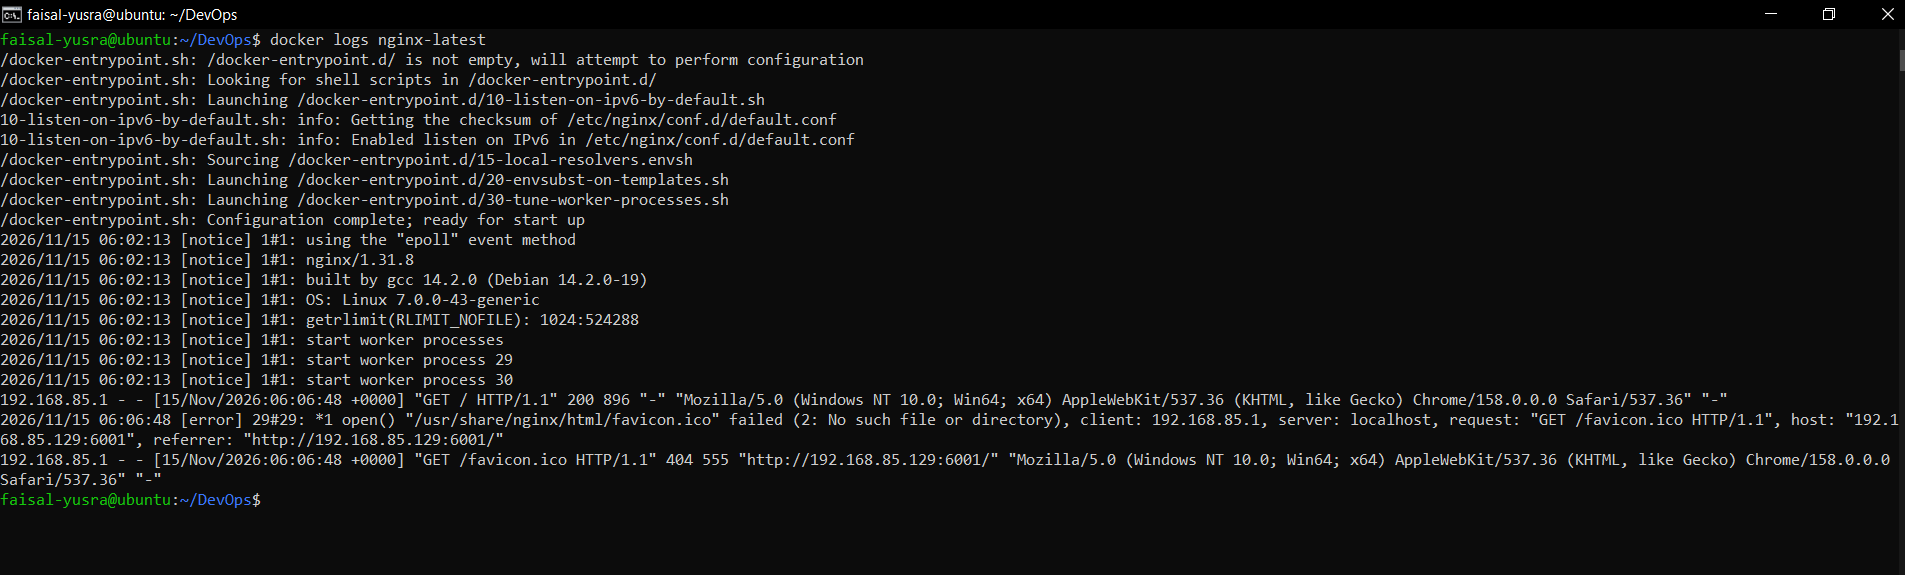 faisal-yusra@ubuntu: ~/DevOps
faisal-yusra@ubuntu:~/DevOps$ docker logs nginx-latest
/docker-entrypoint.sh: /docker-entrypoint.d/ is not empty, will attempt to perform configuration
/docker-entrypoint.sh: Looking for shell scripts in /docker-entrypoint.d/
/docker-entrypoint.sh: Launching /docker-entrypoint.d/10-listen-on-ipv6-by-default.sh
10-listen-on-ipv6-by-default.sh: info: Getting the checksum of /etc/nginx/conf.d/default.conf
10-listen-on-ipv6-by-default.sh: info: Enabled listen on IPv6 in /etc/nginx/conf.d/default.conf
/docker-entrypoint.sh: Sourcing /docker-entrypoint.d/15-local-resolvers.envsh
/docker-entrypoint.sh: Launching /docker-entrypoint.d/20-envsubst-on-templates.sh
/docker-entrypoint.sh: Launching /docker-entrypoint.d/30-tune-worker-processes.sh
/docker-entrypoint.sh: Configuration complete; ready for start up
2026/11/15 06:02:13 [notice] 1#1: using the "epoll" event method
2026/11/15 06:02:13 [notice] 1#1: nginx/1.31.8
2026/11/15 06:02:13 [notice] 1#1: built by gcc 14.2.0 (Debian 14.2.0-19)
2026/11/15 06:02:13 [notice] 1#1: OS: Linux 7.0.0-43-generic
2026/11/15 06:02:13 [notice] 1#1: getrlimit(RLIMIT_NOFILE): 1024:524288
2026/11/15 06:02:13 [notice] 1#1: start worker processes
2026/11/15 06:02:13 [notice] 1#1: start worker process 29
2026/11/15 06:02:13 [notice] 1#1: start worker process 30
192.168.85.1 - - [15/Nov/2026:06:06:48 +0000] "GET / HTTP/1.1" 200 896 "-" "Mozilla/5.0 (Windows NT 10.0; Win64; x64) AppleWebKit/537.36 (KHTML, like Gecko) Chrome/158.0.0.0 Safari/537.36" "-"
2026/11/15 06:06:48 [error] 29#29: *1 open() "/usr/share/nginx/html/favicon.ico" failed (2: No such file or directory), client: 192.168.85.1, server: localhost, request: "GET /favicon.ico HTTP/1.1", host: "192.1
68.85.129:6001", referrer: "http://192.168.85.129:6001/"
192.168.85.1 - - [15/Nov/2026:06:06:48 +0000] "GET /favicon.ico HTTP/1.1" 404 555 "http://192.168.85.129:6001/" "Mozilla/5.0 (Windows NT 10.0; Win64; x64) AppleWebKit/537.36 (KHTML, like Gecko) Chrome/158.0.0.0
Safari/537.36" "-"
faisal-yusra@ubuntu:~/DevOps$